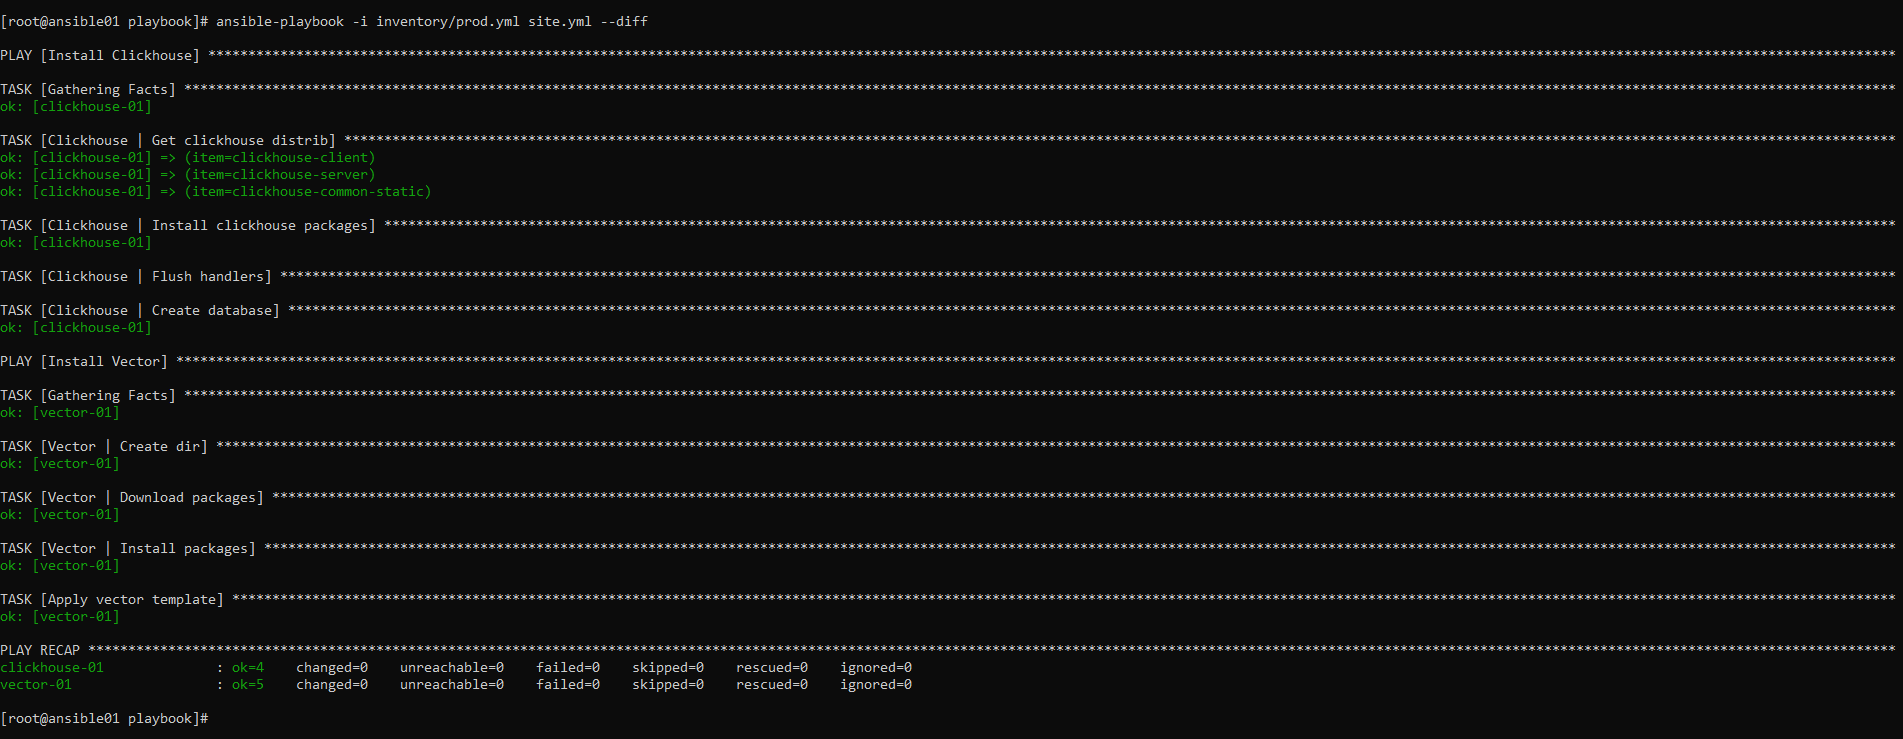 [root@ansible01 playbook]# ansible-playbook -i inventory/prod.yml site.yml --diff
PLAY [Install Clickhouse] ****************************************************************************************************************************************************************************************************************
TASK [Gathering Facts] *******************************************************************************************************************************************************************************************************************
ok: [clickhouse-01]
TASK [Clickhouse | Get clickhouse distrib] ***********************************************************************************************************************************************************************************************
ok: [clickhouse-01] => (item=clickhouse-client)
ok: [clickhouse-01] => (item=clickhouse-server)
ok: [clickhouse-01] => (item=clickhouse-common-static)
TASK [Clickhouse | Install clickhouse packages] ******************************************************************************************************************************************************************************************
ok: [clickhouse-01]
TASK [Clickhouse | Flush handlers] *******************************************************************************************************************************************************************************************************
TASK [Clickhouse | Create database] ******************************************************************************************************************************************************************************************************
ok: [clickhouse-01]
PLAY [Install Vector] ********************************************************************************************************************************************************************************************************************
TASK [Gathering Facts] *******************************************************************************************************************************************************************************************************************
ok: [vector-01]
TASK [Vector | Create dir] ***************************************************************************************************************************************************************************************************************
ok: [vector-01]
TASK [Vector | Download packages] ********************************************************************************************************************************************************************************************************
ok: [vector-01]
TASK [Vector | Install packages] *********************************************************************************************************************************************************************************************************
ok: [vector-01]
TASK [Apply vector template] *************************************************************************************************************************************************************************************************************
ok: [vector-01]
PLAY RECAP *******************************************************************************************************************************************************************************************************************************
clickhouse-01              : ok=4    changed=0    unreachable=0    failed=0    skipped=0    rescued=0    ignored=0
vector-01                  : ok=5    changed=0    unreachable=0    failed=0    skipped=0    rescued=0    ignored=0
[root@ansible01 playbook]#